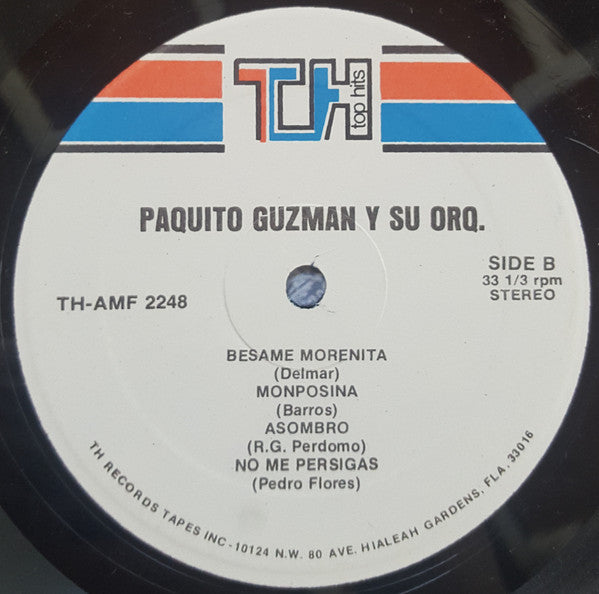 TH top hits
PAQUITO GUZMAN Y SU ORQ.
SIDE B
33 1/3 rpm
STEREO
TH-AMF 2248
BESAME MORENITA
(Delmar)
MONPOSINA
(Barros)
ASOMBRO
(R.G. Perdomo)
NO ME PERSIGAS
(Pedro Flores)
TH RECORDS TAPES INC - 10124 N.W. 80 AVE. HIALEAH GARDENS, FLA. 33016